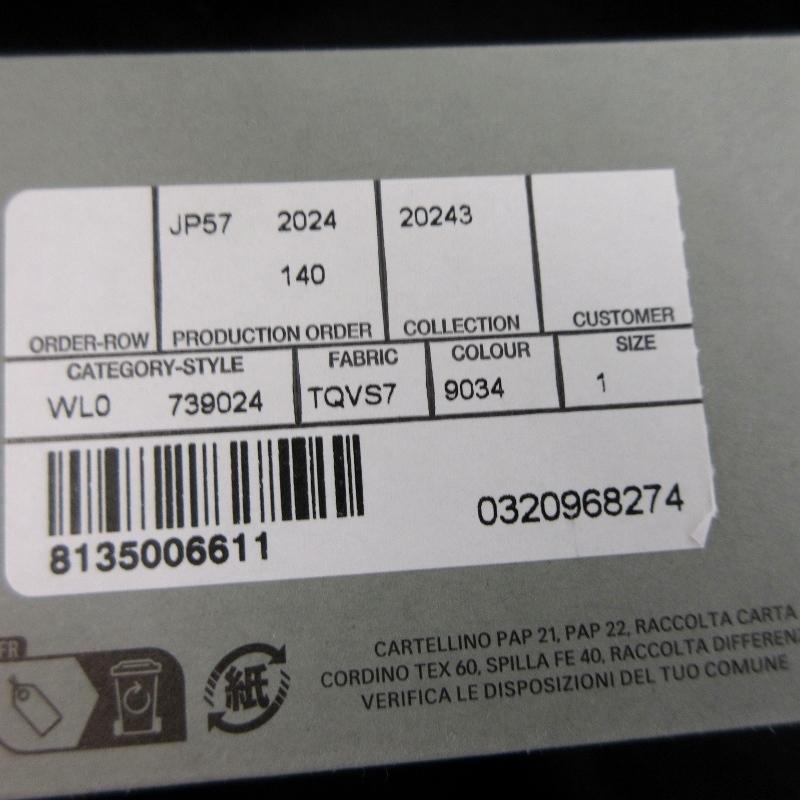 JP57 2024 20243
140
ORDER-ROW PRODUCTION ORDER COLLECTION CUSTOMER
CATEGORY-STYLE FABRIC COLOUR SIZE
WL0 739024 TQVS7 9034 1
0320968274
8135006611
FR
紙
CARTELLINO PAP 21, PAP 22, RACCOLTA CARTA
CORDINO TEX 60, SPILLA FE 40, RACCOLTA DIFFEREN
VERIFICA LE DISPOSIZIONI DEL TUO COMUNE